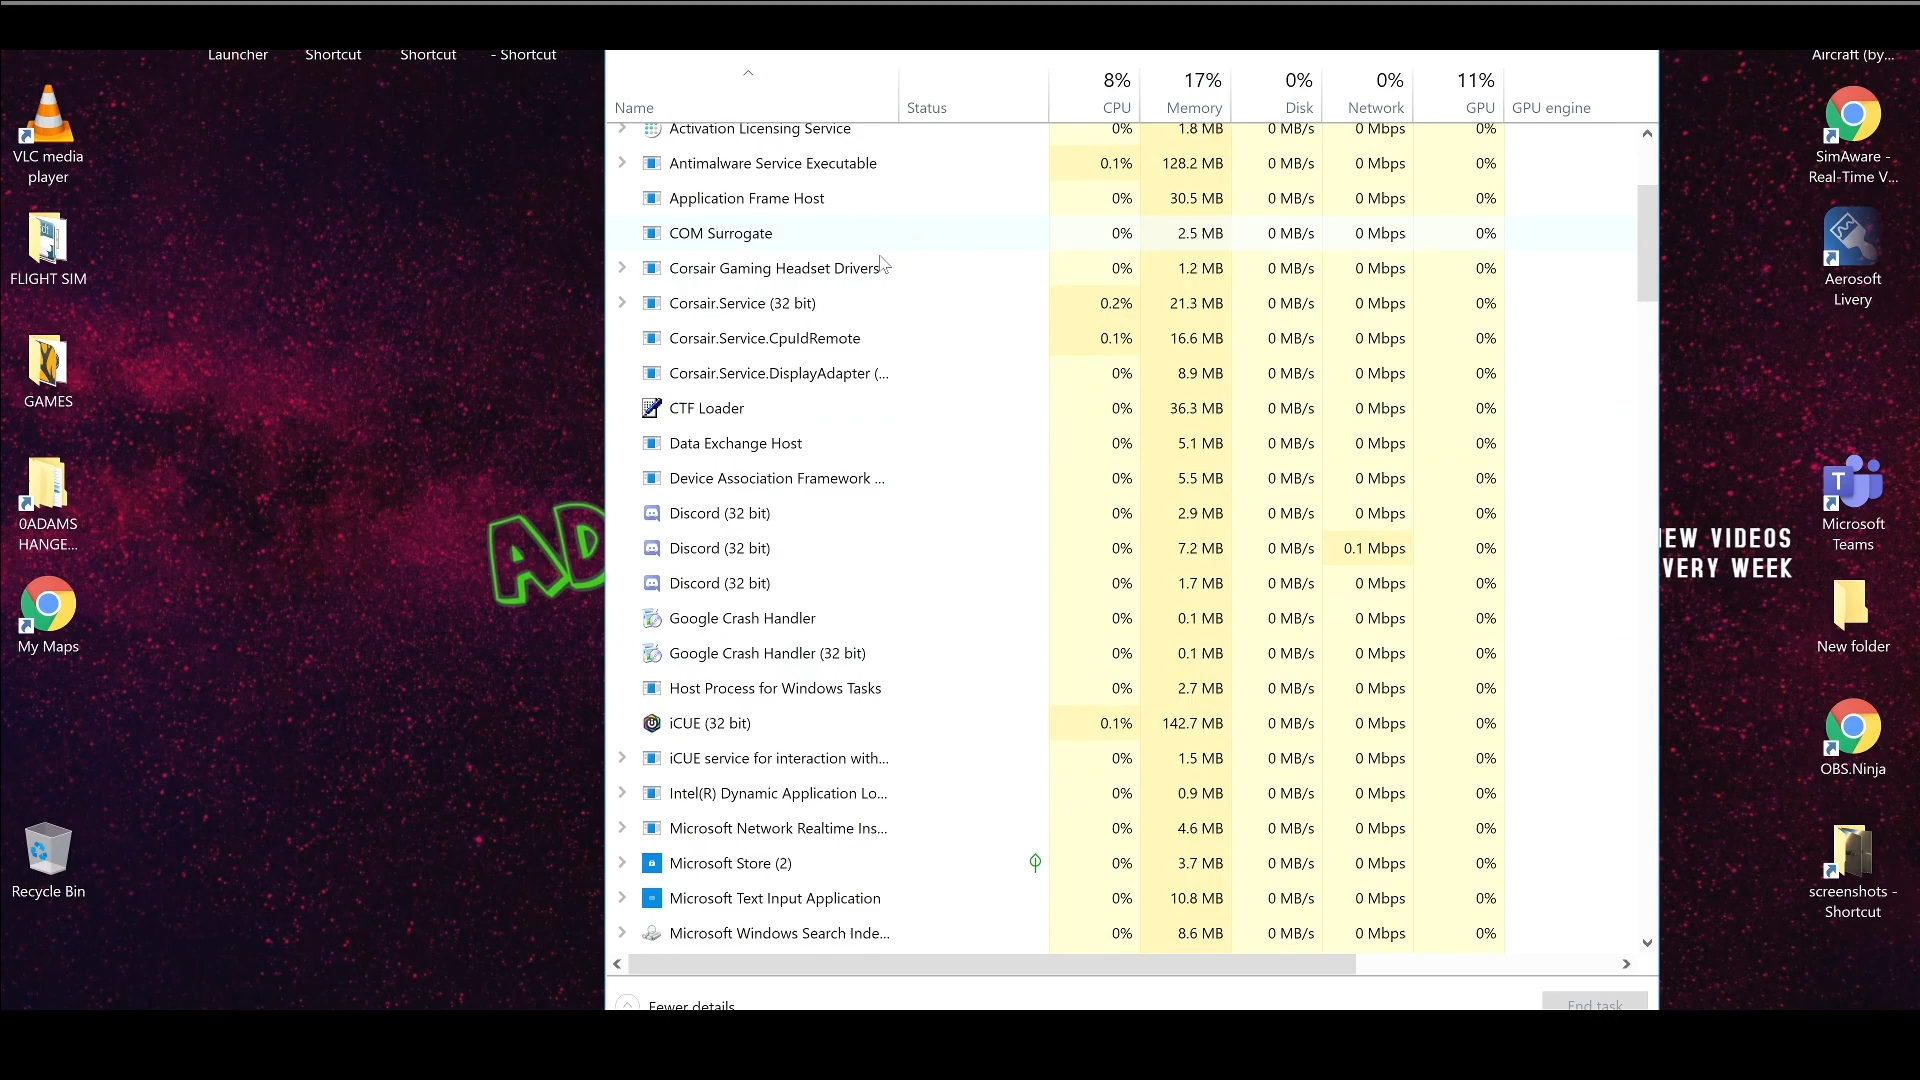 Launcher
Shortcut
Shortcut
- Shortcut
Aircraft (by...
VLC media
player
FLIGHT SIM
GAMES
0ADAMS
HANGE...
My Maps
Recycle Bin
AD
8% 17% 0% 0% 11%
Name Status CPU Memory Disk Network GPU GPU engine
Activation Licensing Service 0% 1.8 MB 0 MB/s 0 Mbps 0%
Antimalware Service Executable 0.1% 128.2 MB 0 MB/s 0 Mbps 0%
Application Frame Host 0% 30.5 MB 0 MB/s 0 Mbps 0%
COM Surrogate 0% 2.5 MB 0 MB/s 0 Mbps 0%
Corsair Gaming Headset Drivers 0% 1.2 MB 0 MB/s 0 Mbps 0%
Corsair.Service (32 bit) 0.2% 21.3 MB 0 MB/s 0 Mbps 0%
Corsair.Service.CpuIdRemote 0.1% 16.6 MB 0 MB/s 0 Mbps 0%
Corsair.Service.DisplayAdapter (... 0% 8.9 MB 0 MB/s 0 Mbps 0%
CTF Loader 0% 36.3 MB 0 MB/s 0 Mbps 0%
Data Exchange Host 0% 5.1 MB 0 MB/s 0 Mbps 0%
Device Association Framework ... 0% 5.5 MB 0 MB/s 0 Mbps 0%
Discord (32 bit) 0% 2.9 MB 0 MB/s 0 Mbps 0%
Discord (32 bit) 0% 7.2 MB 0 MB/s 0.1 Mbps 0%
Discord (32 bit) 0% 1.7 MB 0 MB/s 0 Mbps 0%
Google Crash Handler 0% 0.1 MB 0 MB/s 0 Mbps 0%
Google Crash Handler (32 bit) 0% 0.1 MB 0 MB/s 0 Mbps 0%
Host Process for Windows Tasks 0% 2.7 MB 0 MB/s 0 Mbps 0%
iCUE (32 bit) 0.1% 142.7 MB 0 MB/s 0 Mbps 0%
iCUE service for interaction with... 0% 1.5 MB 0 MB/s 0 Mbps 0%
Intel(R) Dynamic Application Lo... 0% 0.9 MB 0 MB/s 0 Mbps 0%
Microsoft Network Realtime Ins... 0% 4.6 MB 0 MB/s 0 Mbps 0%
Microsoft Store (2) 0% 3.7 MB 0 MB/s 0 Mbps 0%
Microsoft Text Input Application 0% 10.8 MB 0 MB/s 0 Mbps 0%
Microsoft Windows Search Inde... 0% 8.6 MB 0 MB/s 0 Mbps 0%
Fewer details
End task
SimAware -
Real-Time V...
Aerosoft
Livery
Microsoft
Teams
IEW VIDEOS
VERY WEEK
New folder
OBS.Ninja
screenshots -
Shortcut